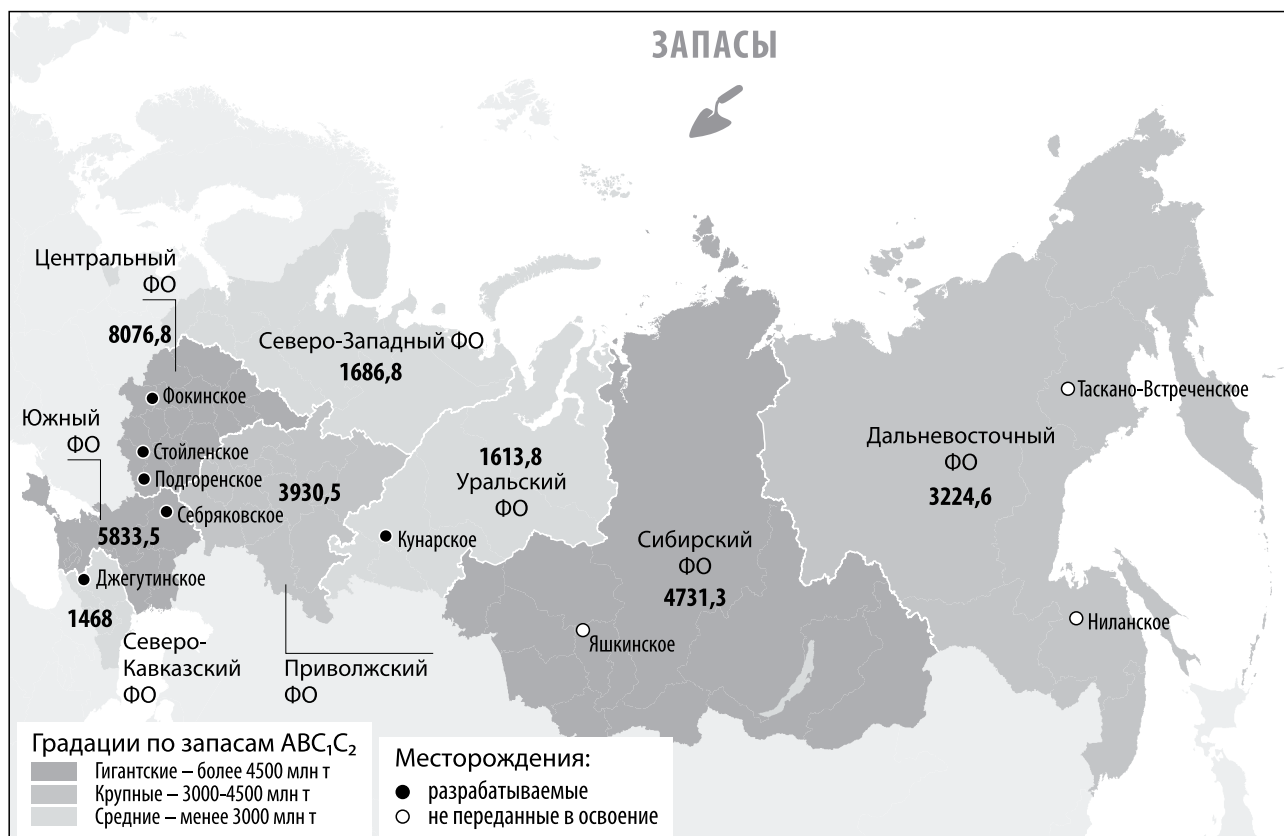 ЗАПАСЫ
Центральный
ФО
8076,8
Северо-Западный ФО
1686,8
Фокинское
Таскано-Встреченское
Южный
ФО
Стойленское
Подгоренское
Себряковское
5833,5
3930,5
1613,8
Уральский
ФО
Кунарское
Дальневосточный
ФО
3224,6
Сибирский
ФО
4731,3
Джегутинское
1468
Северо-
Кавказский
ФО
Приволжский
ФО
Яшкинское
Ниланское
Градации по запасам ABC₁C₂
Гигантские – более 4500 млн т
Крупные – 3000-4500 млн т
Средние – менее 3000 млн т
Месторождения:
разрабатываемые
не переданные в освоение